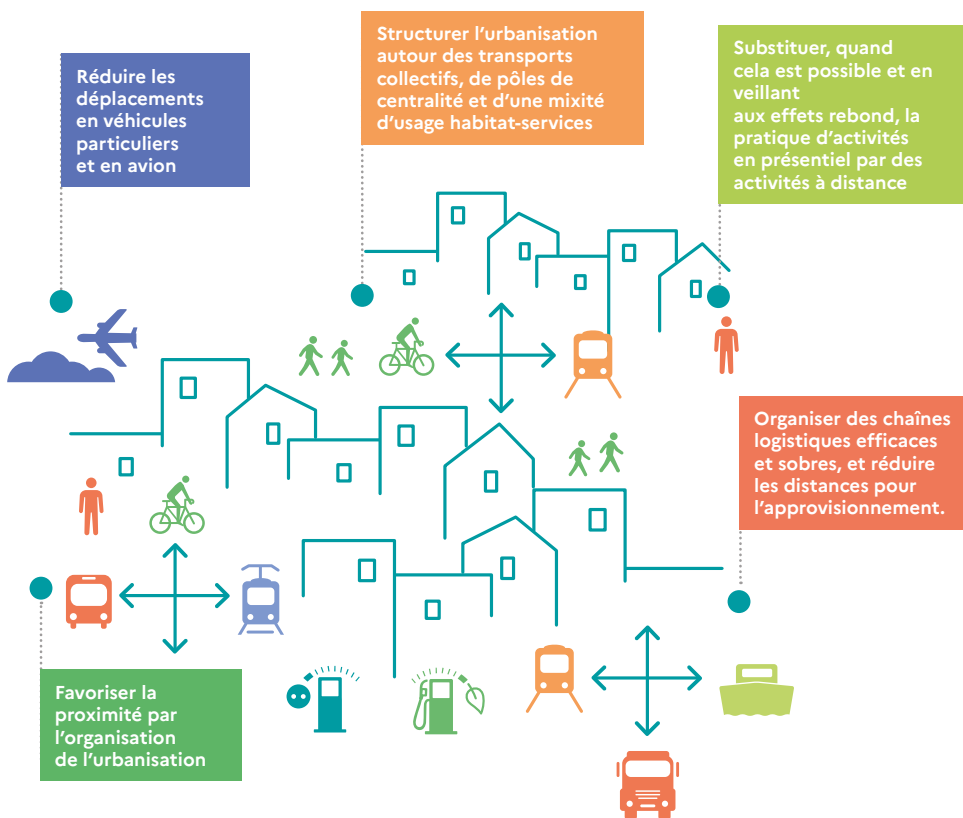 Réduire les
déplacements
en véhicules
particuliers
et en avion
Structurer l'urbanisation
autour des transports
collectifs, de pôles de
centralité et d'une mixité
d'usage habitat-services
Substituer, quand
cela est possible et en
veillant
aux effets rebond, la
pratique d'activités
en présentiel par des
activités à distance
Organiser des chaînes
logistiques efficaces
et sobres, et réduire
les distances pour
l'approvisionnement.
Favoriser la
proximité par
l'organisation
de l'urbanisation